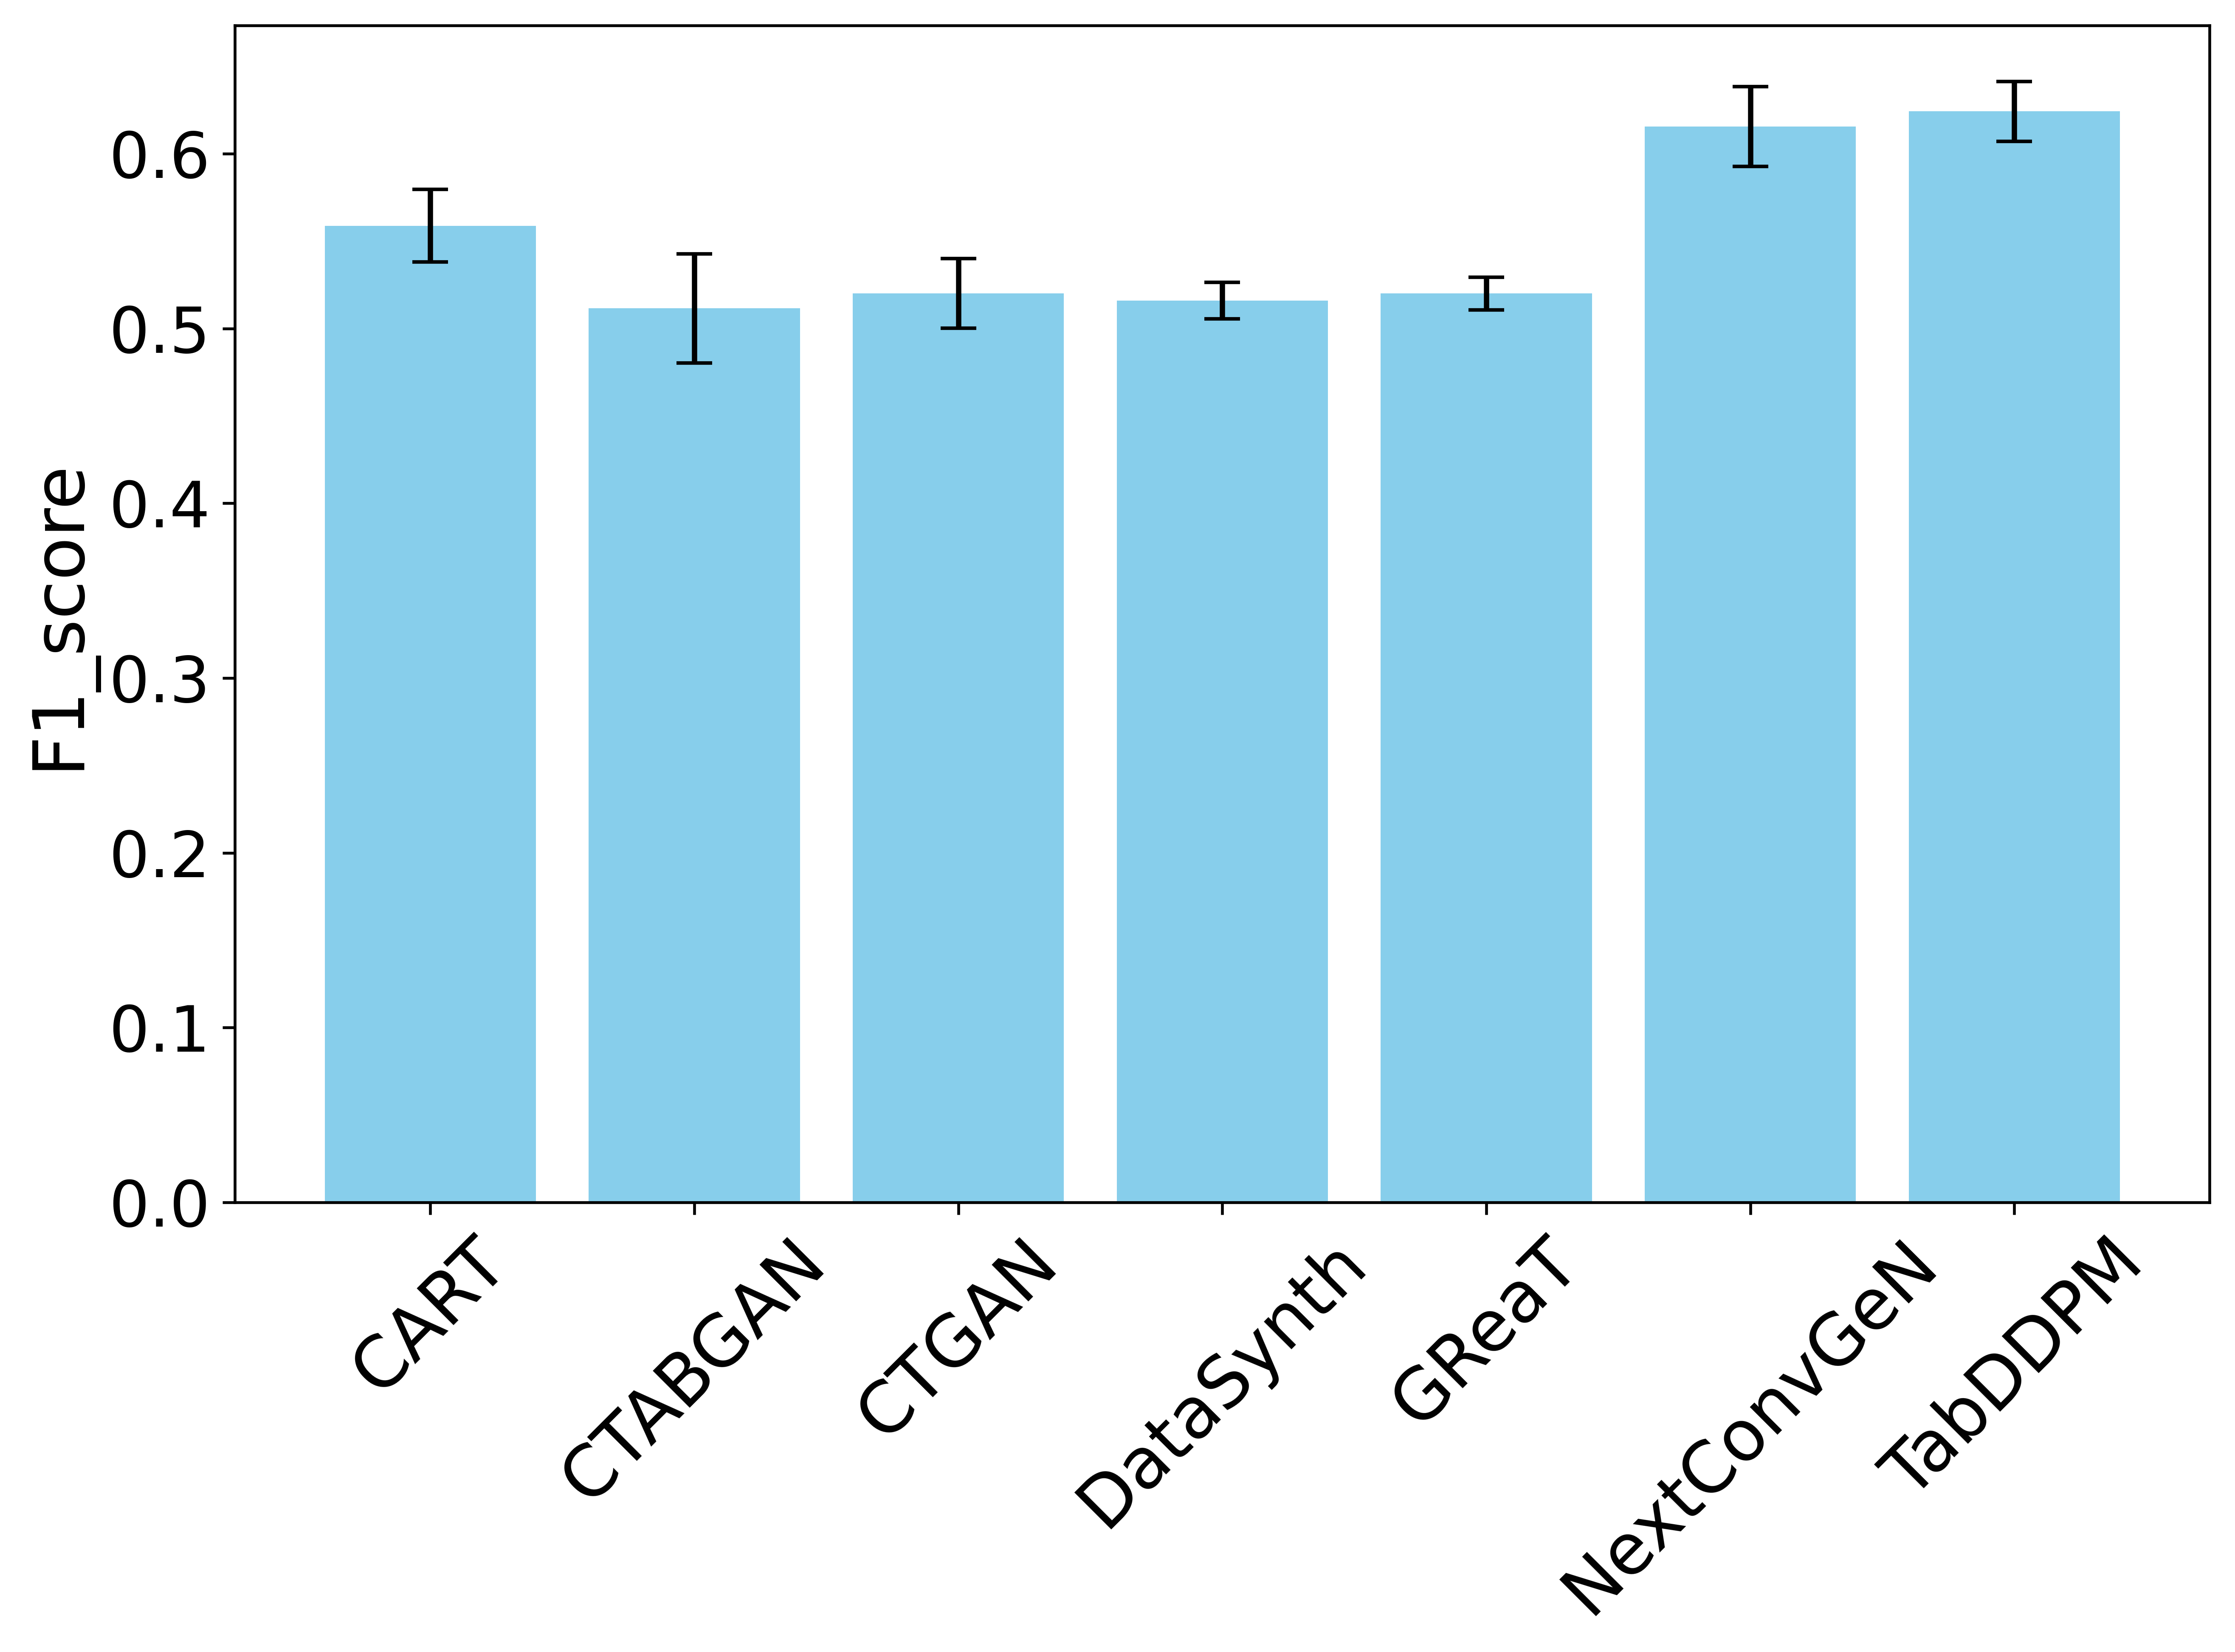 F1_score
0.6
0.5
0.4
0.3
0.2
0.1
0.0
CART
CTABGAN
CTGAN
DataSynth
GReaT
NextConvGeN
TabDDPM